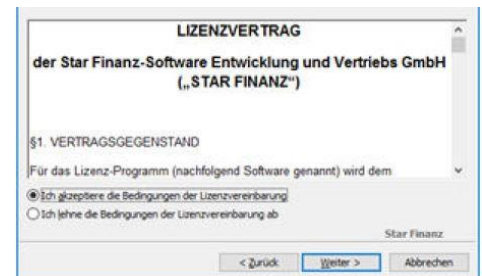 LIZENZVERTRAG
der Star Finanz-Software Entwicklung und Vertriebs GmbH
(„STAR FINANZ“)
§1. VERTRAGSGEGENSTAND
Für das Lizenz-Programm (nachfolgend Software genannt) wird dem
Ich akzeptiere die Bedingungen der Lizenzvereinbarung
Ich lehne die Bedingungen der Lizenzvereinbarung ab
Star Finanz
< Zurück
Weiter >
Abbrechen